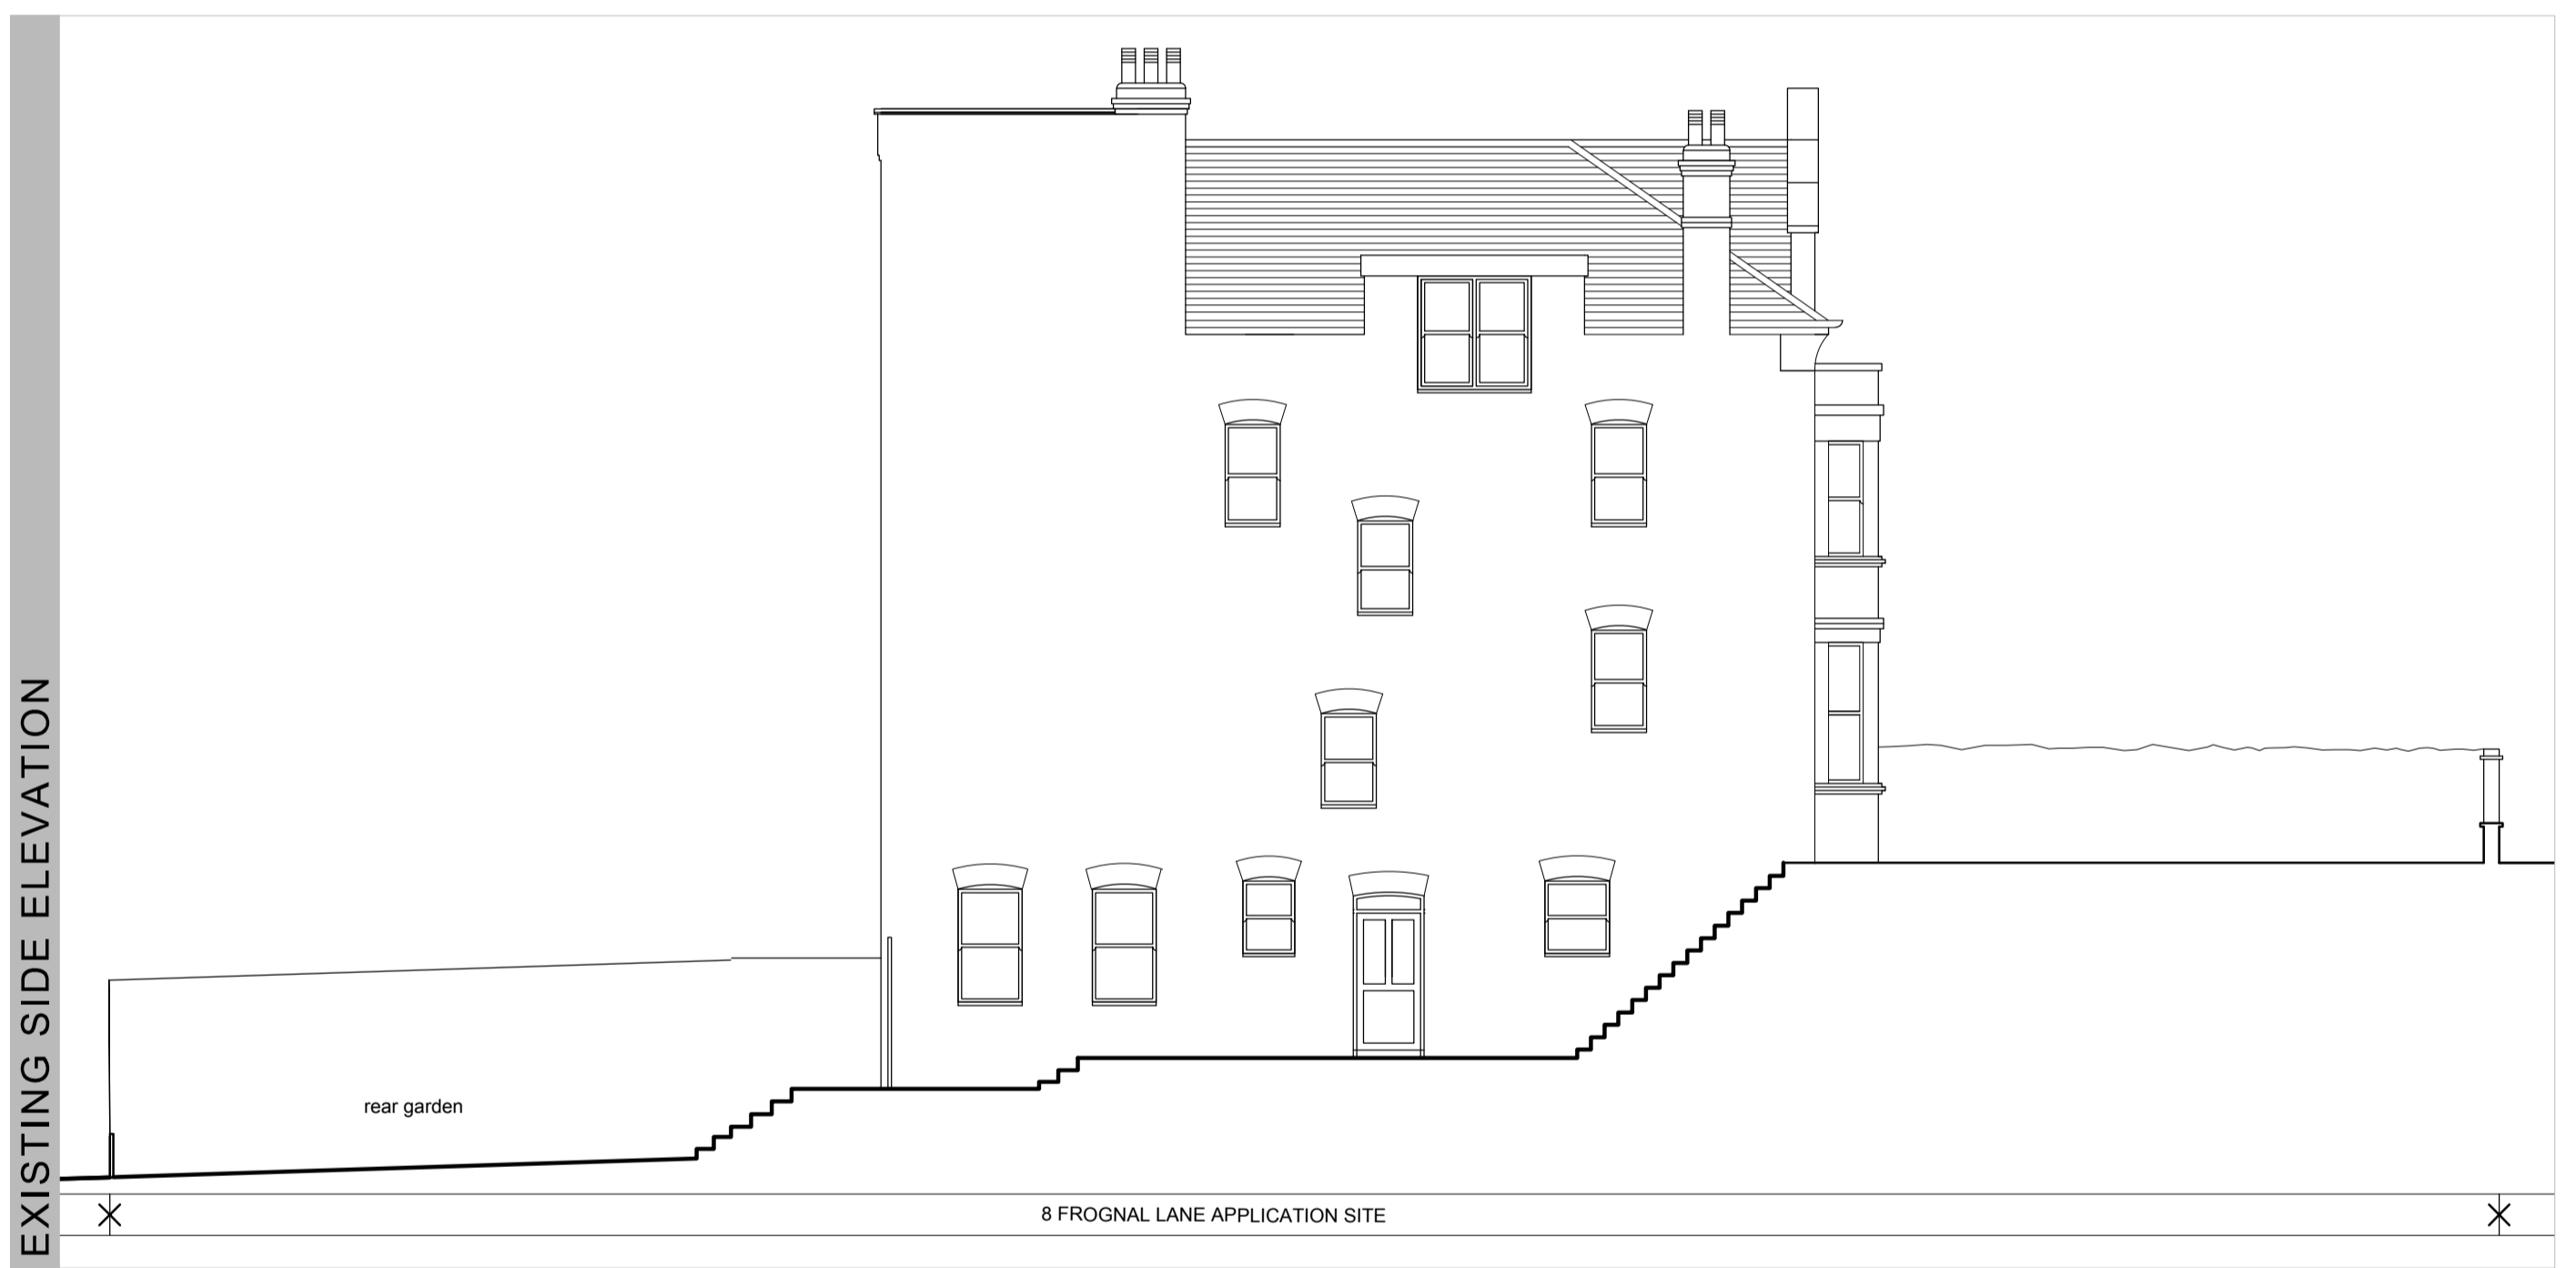 EXISTING SIDE ELEVATION
rear garden
8 FROGNAL LANE APPLICATION SITE